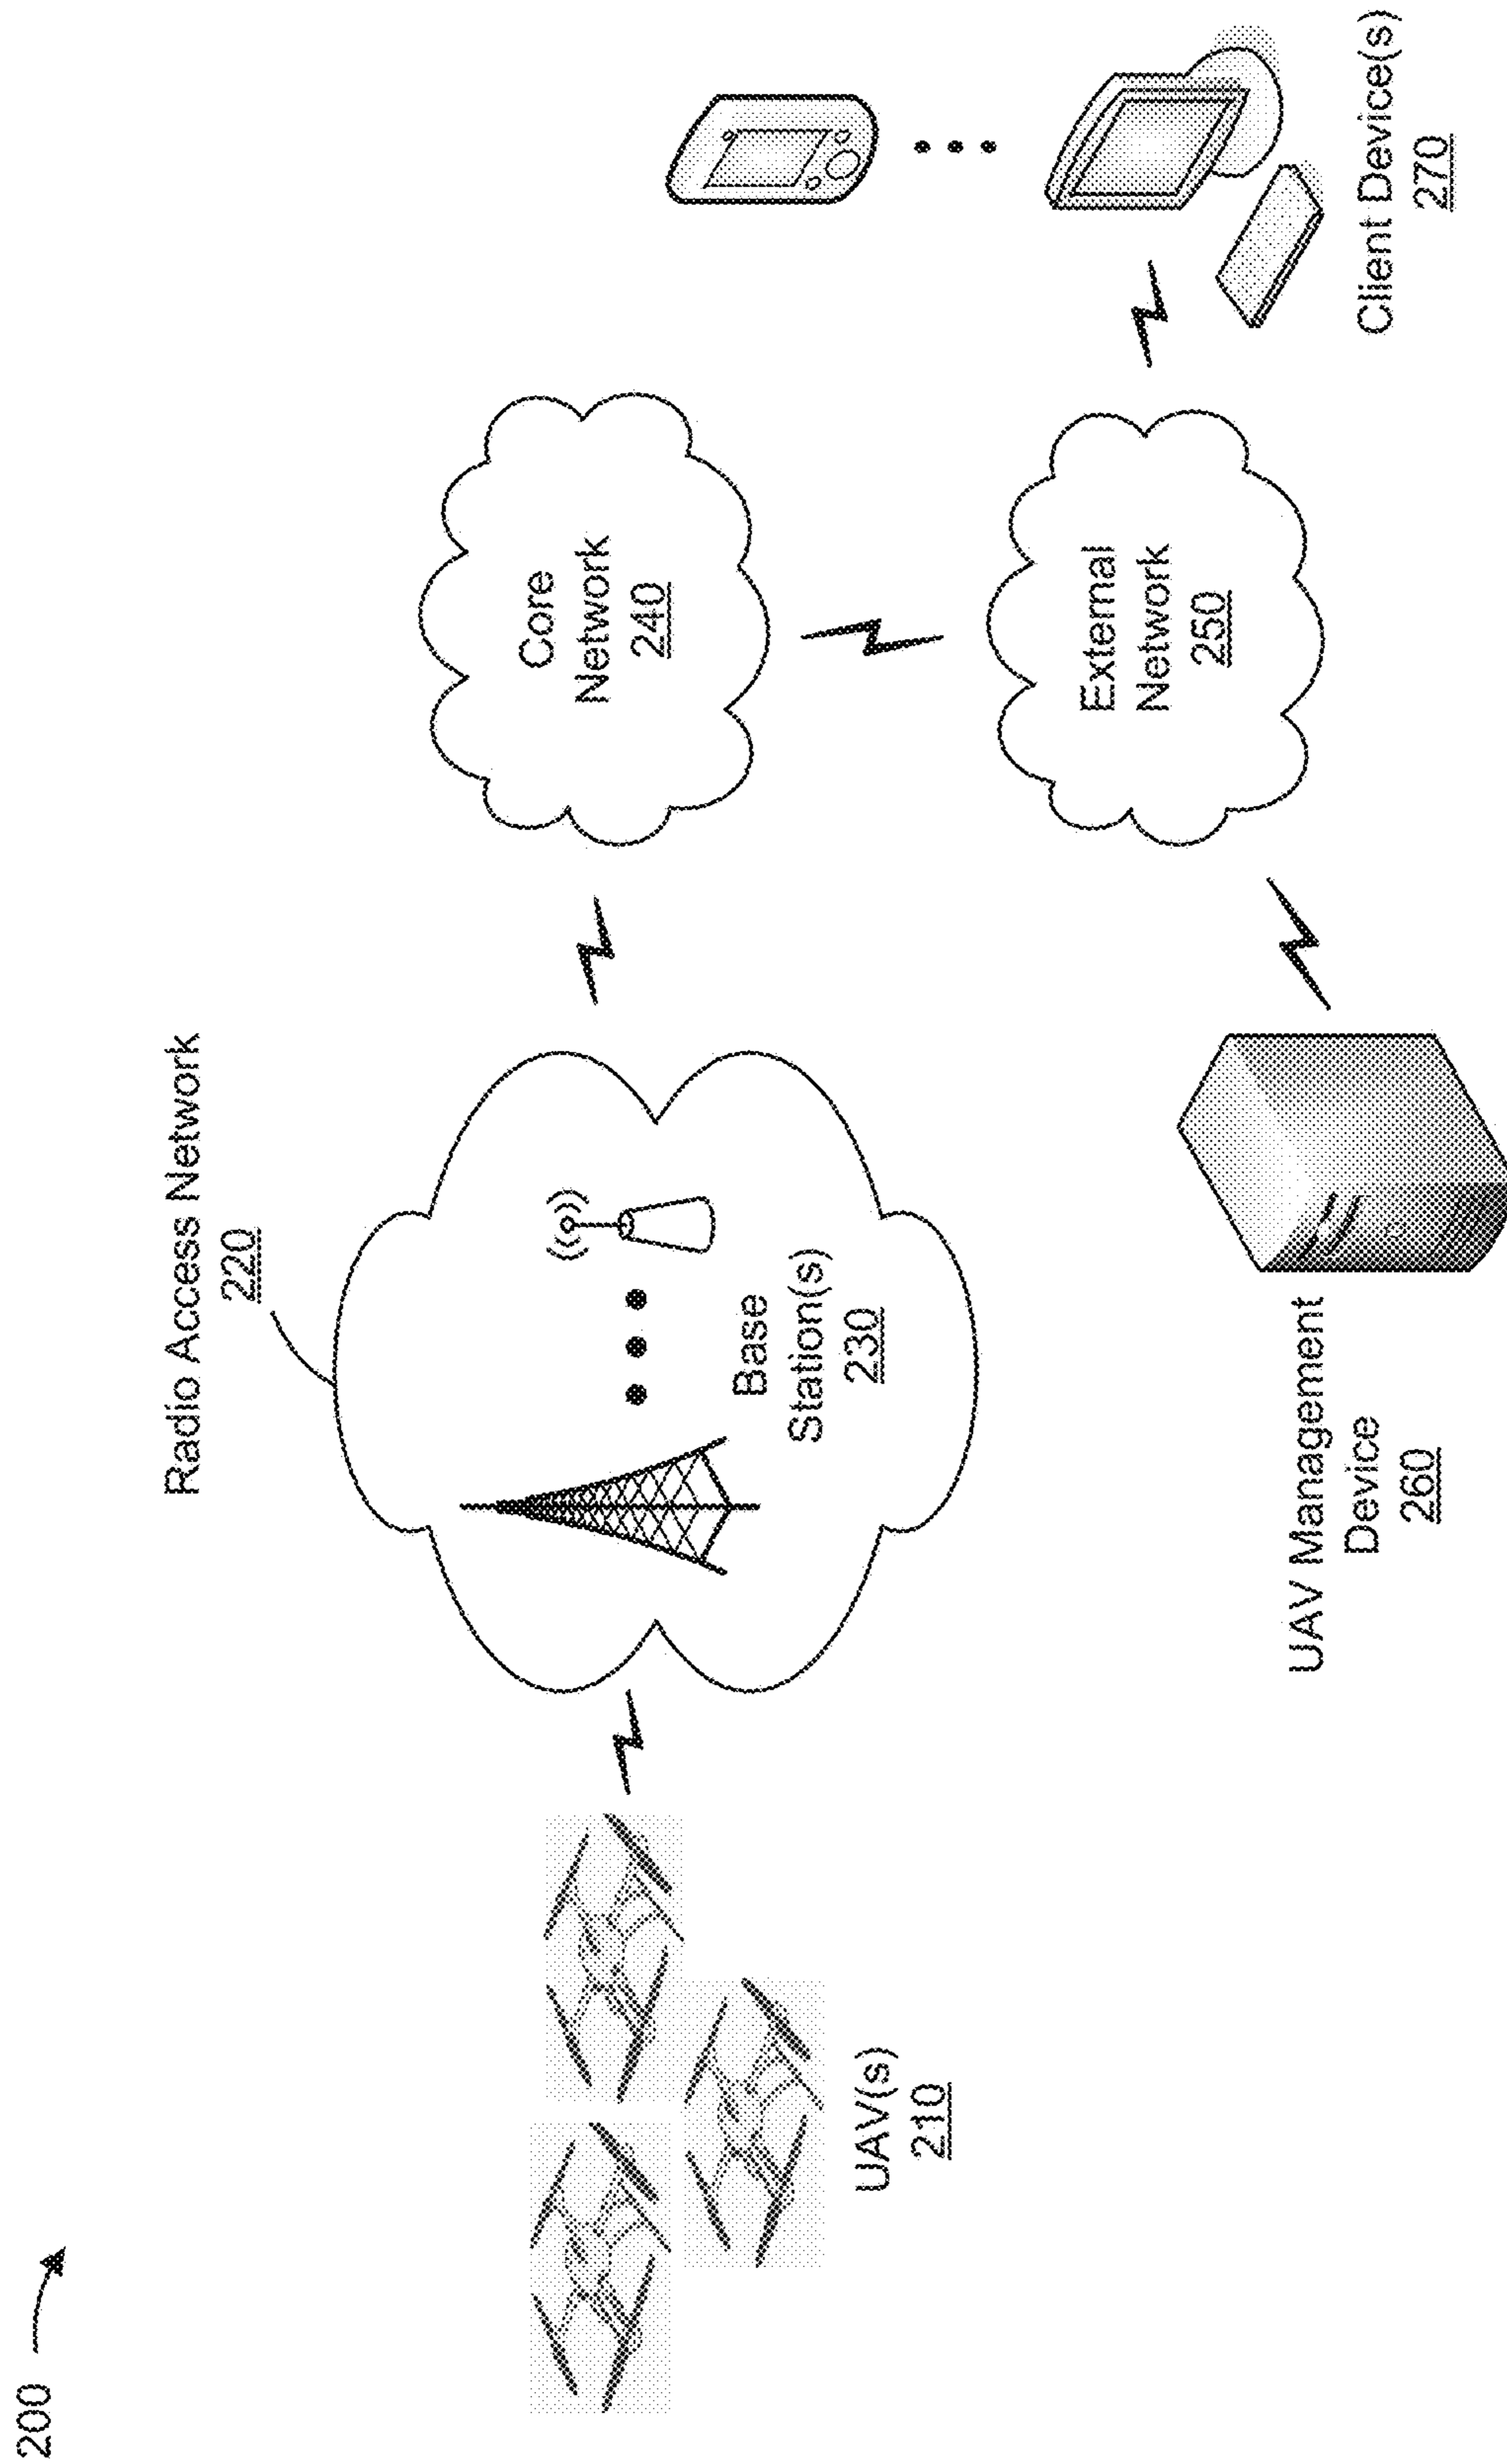 200
Radio Access Network
220
Base
Station(s)
230
Core
Network
240
UAV(s)
210
External
Network
250
UAV Management
Device
260
Client Device(s)
270